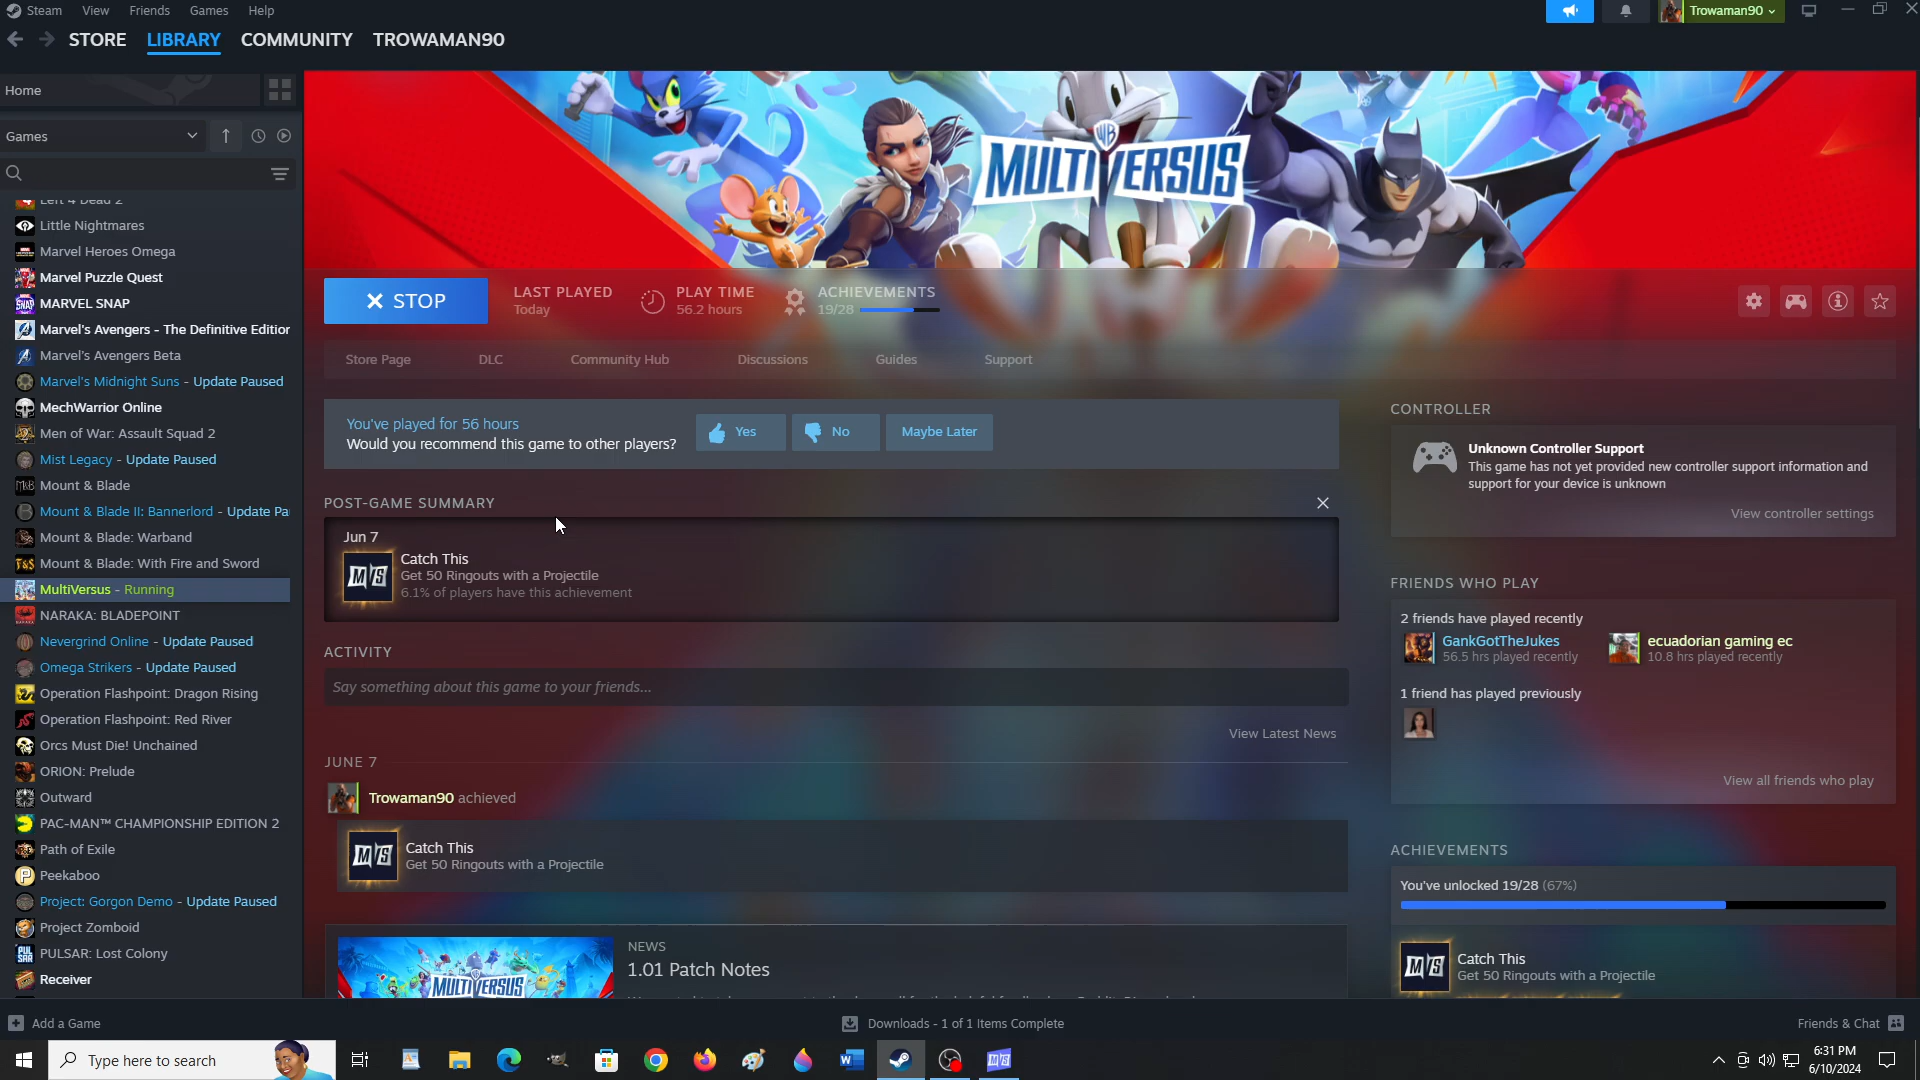 Steam View Friends Games Help
Trowaman90
STORE LIBRARY COMMUNITY TROWAMAN90
Home
Games
Left 4 Dead 2
Little Nightmares
Marvel Heroes Omega
Marvel Puzzle Quest
MARVEL SNAP
Marvel's Avengers - The Definitive Edition
Marvel's Avengers Beta
Marvel's Midnight Suns - Update Paused
MechWarrior Online
Men of War: Assault Squad 2
Mist Legacy - Update Paused
Mount & Blade
Mount & Blade II: Bannerlord - Update Pa
Mount & Blade: Warband
Mount & Blade: With Fire and Sword
MultiVersus - Running
NARAKA: BLADEPOINT
Nevergrind Online - Update Paused
Omega Strikers - Update Paused
Operation Flashpoint: Dragon Rising
Operation Flashpoint: Red River
Orcs Must Die! Unchained
ORION: Prelude
Outward
PAC-MAN™ CHAMPIONSHIP EDITION 2
Path of Exile
Peekaboo
Project: Gorgon Demo - Update Paused
Project Zomboid
PULSAR: Lost Colony
Receiver
WB
MULTIVERSUS
STOP
LAST PLAYED
Today
PLAY TIME
56.2 hours
ACHIEVEMENTS
19/28
Store Page DLC Community Hub Discussions Guides Support
You've played for 56 hours
Would you recommend this game to other players?
Yes No Maybe Later
POST-GAME SUMMARY
Jun 7
M/S
Catch This
Get 50 Ringouts with a Projectile
6.1% of players have this achievement
ACTIVITY
Say something about this game to your friends...
View Latest News
JUNE 7
Trowaman90 achieved
M/S
Catch This
Get 50 Ringouts with a Projectile
MULTIVERSUS
NEWS
1.01 Patch Notes
CONTROLLER
Unknown Controller Support
This game has not yet provided new controller support information and
support for your device is unknown
View controller settings
FRIENDS WHO PLAY
2 friends have played recently
GankGotTheJukes
56.5 hrs played recently
ecuadorian gaming ec
10.8 hrs played recently
1 friend has played previously
View all friends who play
ACHIEVEMENTS
You've unlocked 19/28 (67%)
M/S
Catch This
Get 50 Ringouts with a Projectile
Add a Game
Downloads - 1 of 1 Items Complete
Friends & Chat
Type here to search
6:31 PM
6/10/2024